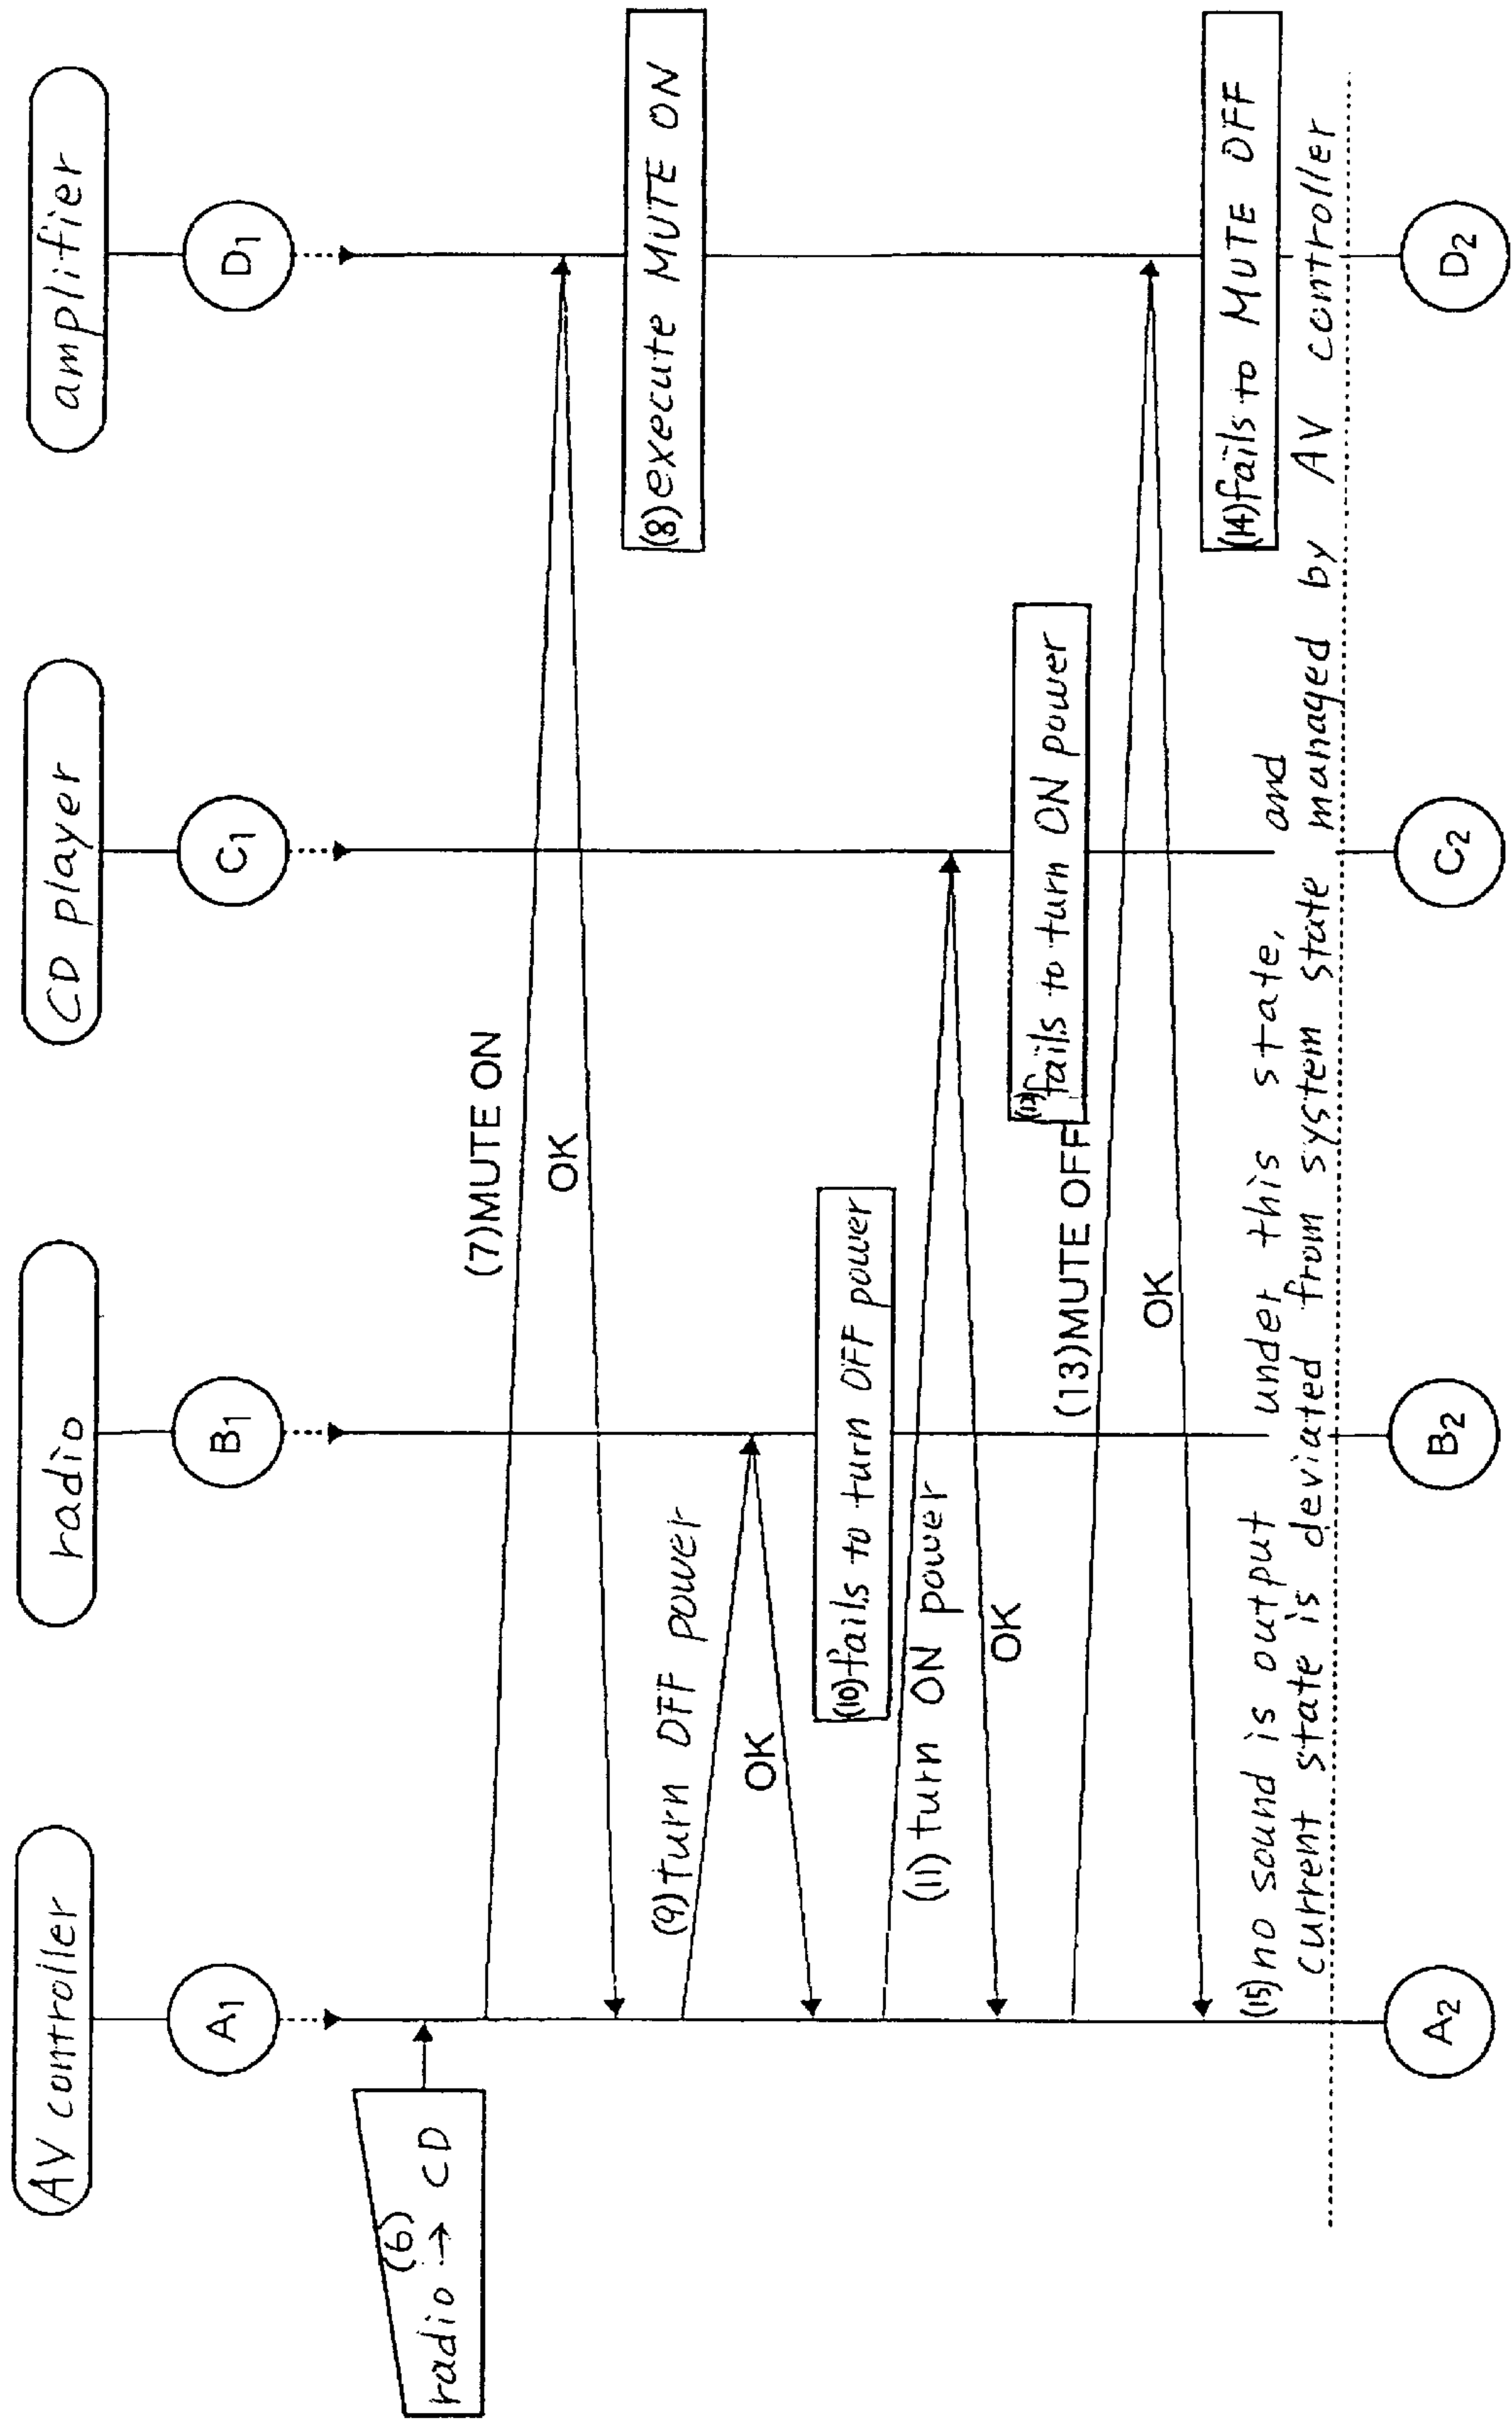 AV controller
radio
CD player
amplifier
A1
B1
C1
D1
(6)
radio → CD
(7)MUTE ON
OK
(8)execute MUTE ON
(9)turn OFF power
OK
(10)fails to turn OFF power
(11)turn ON power
OK
(12)fails to turn ON power
(13)MUTE OFF
OK
(14)fails to MUTE OFF
(15)no sound is output under this state, and
current state is deviated from system state managed by AV controller
A2
B2
C2
D2